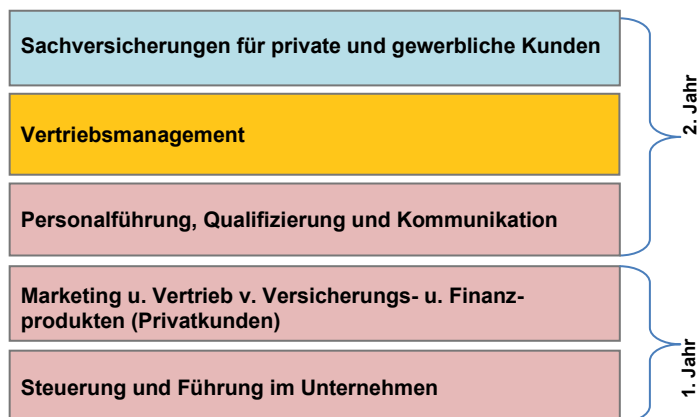 Sachversicherungen für private und gewerbliche Kunden
Vertriebsmanagement
Personalführung, Qualifizierung und Kommunikation
2. Jahr
Marketing u. Vertrieb v. Versicherungs- u. Finanz-
produkten (Privatkunden)
Steuerung und Führung im Unternehmen
1. Jahr